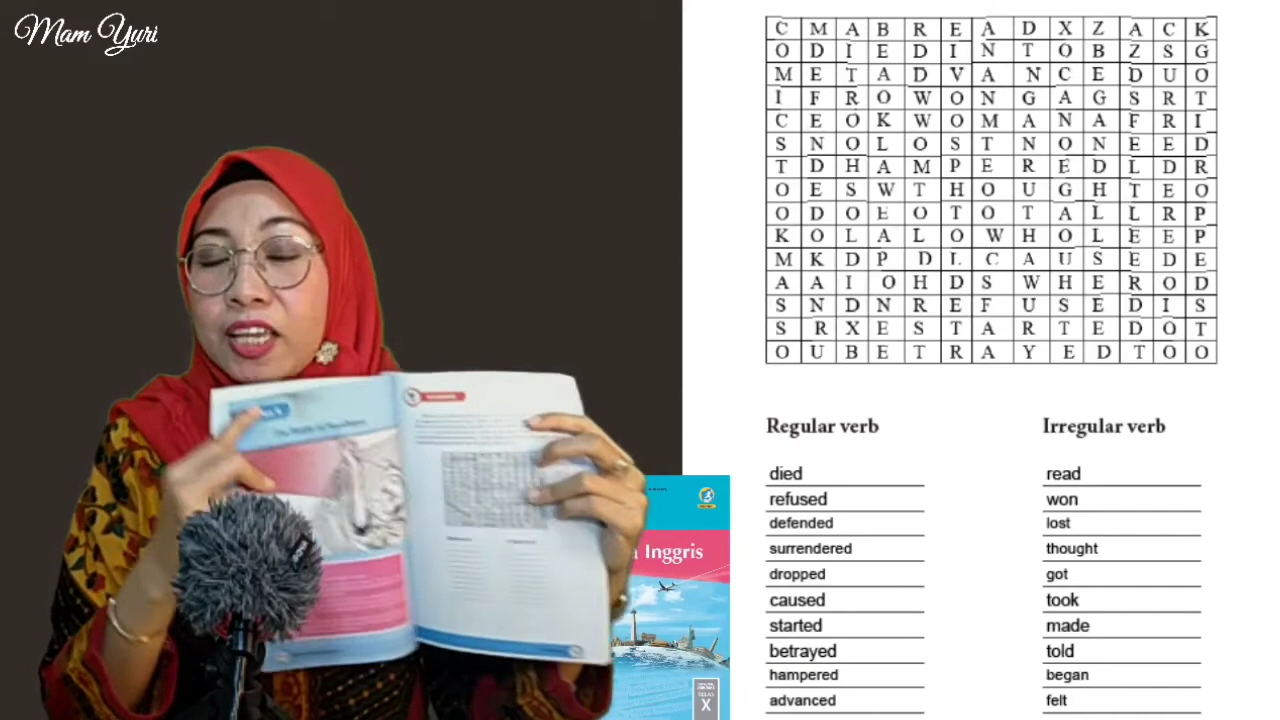 Mam Yuri
C M A B R E A D X Z A C K
O D I E D I N T O B Z S G
M E T A D V A N C E D U O
I F R O W O N G A G S R T
C E O K W O M A N A F R I
S N O L O S T N O N E E D
T D H A M P E R E D L D R
O E S W T H O U G H T E O
O D O E O T O T A L L R P
K O L A L O W H O L E E P
M K D P D L C A U S E D E
A A I O H D S W H E R O D
S N D N R E F U S E D I S
S R X E S T A R T E D O T
O U B E T R A Y E D T O O
Regular verb Irregular verb
died read
refused won
defended lost
surrendered thought
dropped got
caused took
started made
betrayed told
hampered began
advanced felt
Inggris
X